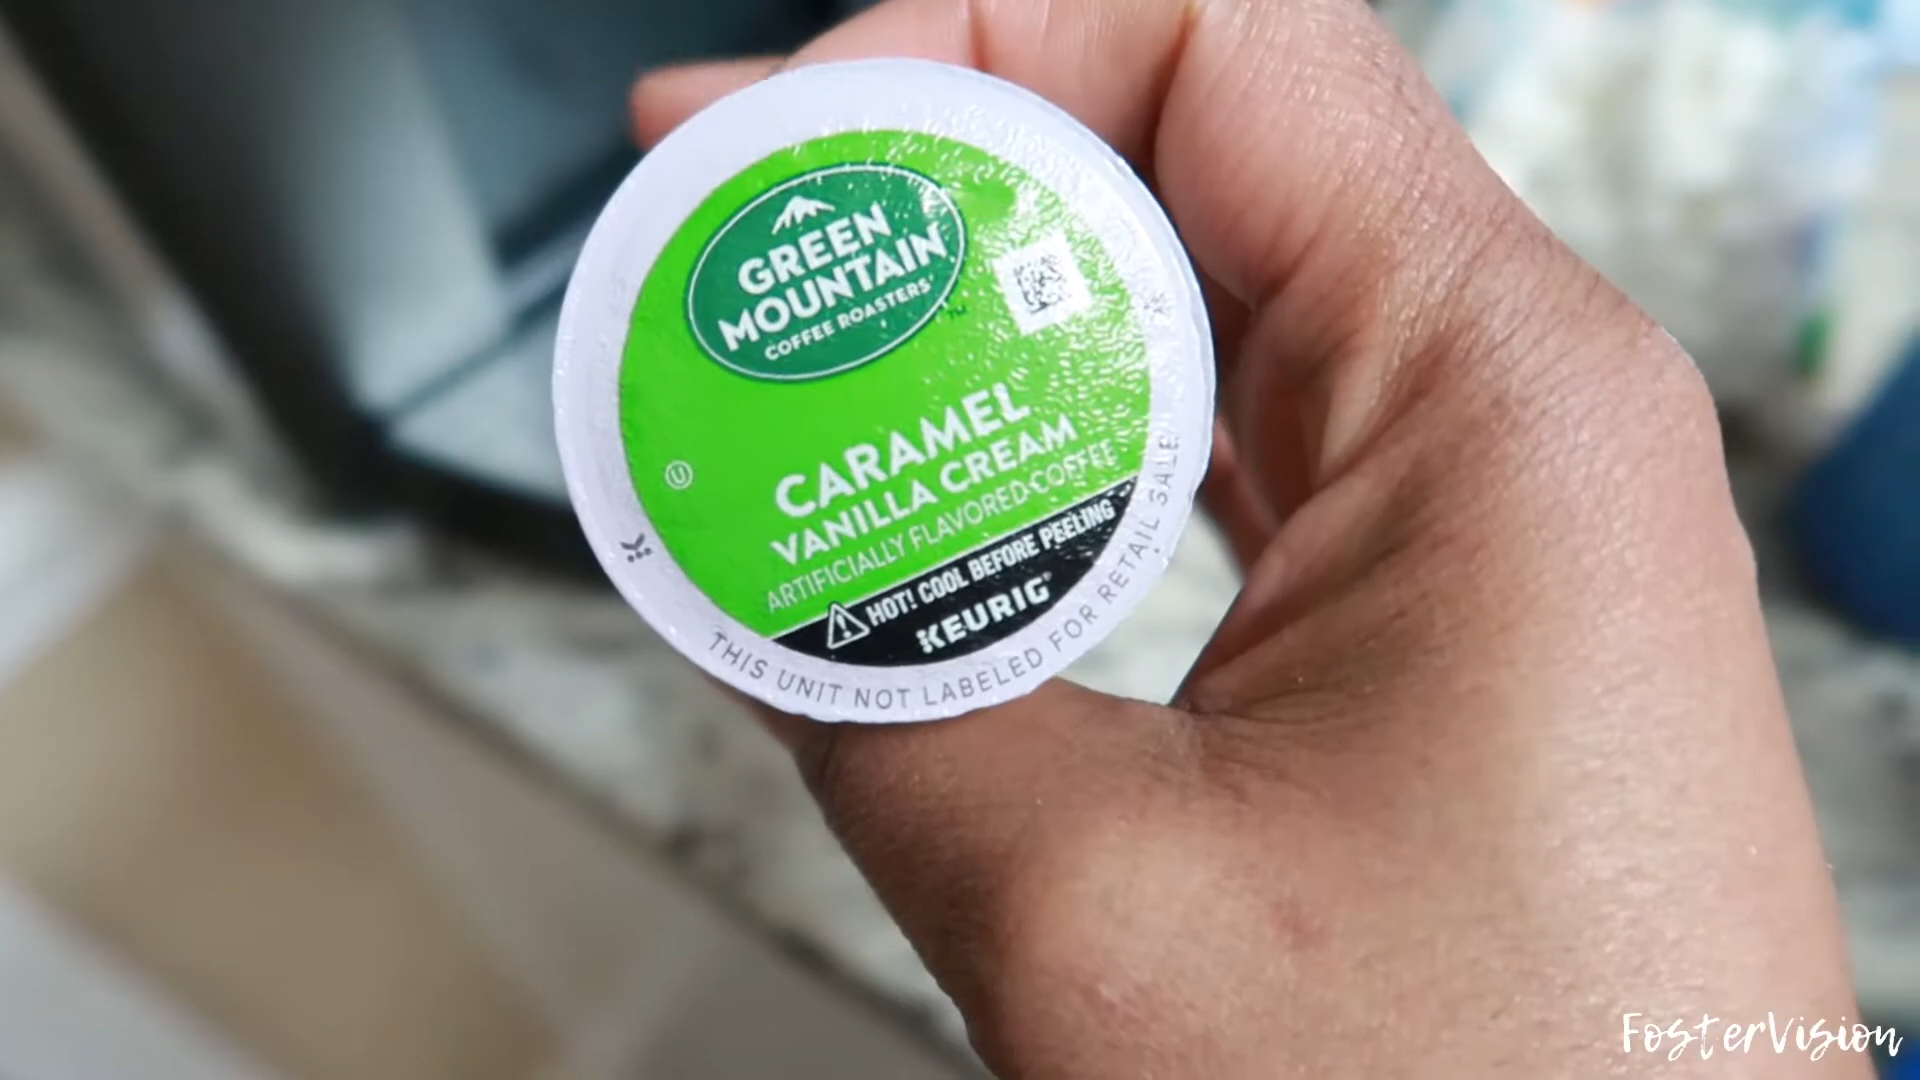 GREEN
MOUNTAIN
COFFEE ROASTERS™
CARAMEL
VANILLA CREAM
ARTIFICIALLY FLAVORED COFFEE
U
HOT! COOL BEFORE PEELING
KEURIG®
THIS UNIT NOT LABELED FOR RETAIL SALE
K
FosterVision